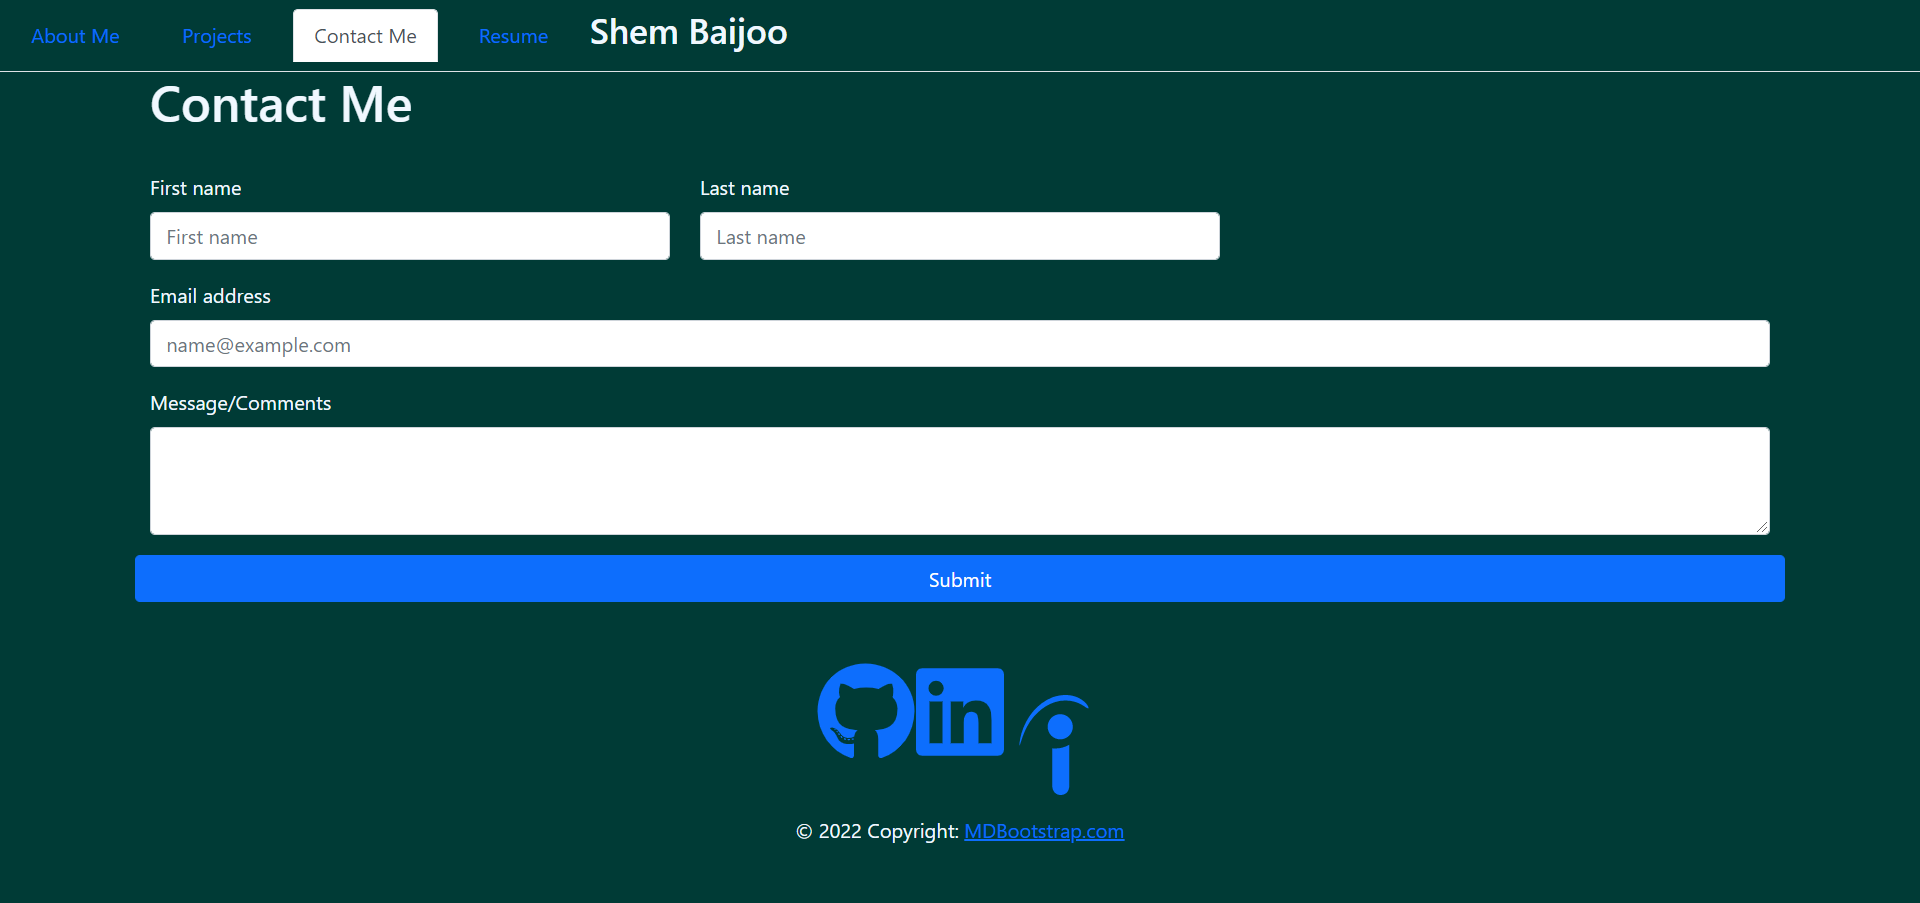 About Me Projects Contact Me Resume Shem Baijoo
Contact Me
First name Last name
First name Last name
Email address
name@example.com
Message/Comments
Submit
in
© 2022 Copyright: MDBootstrap.com